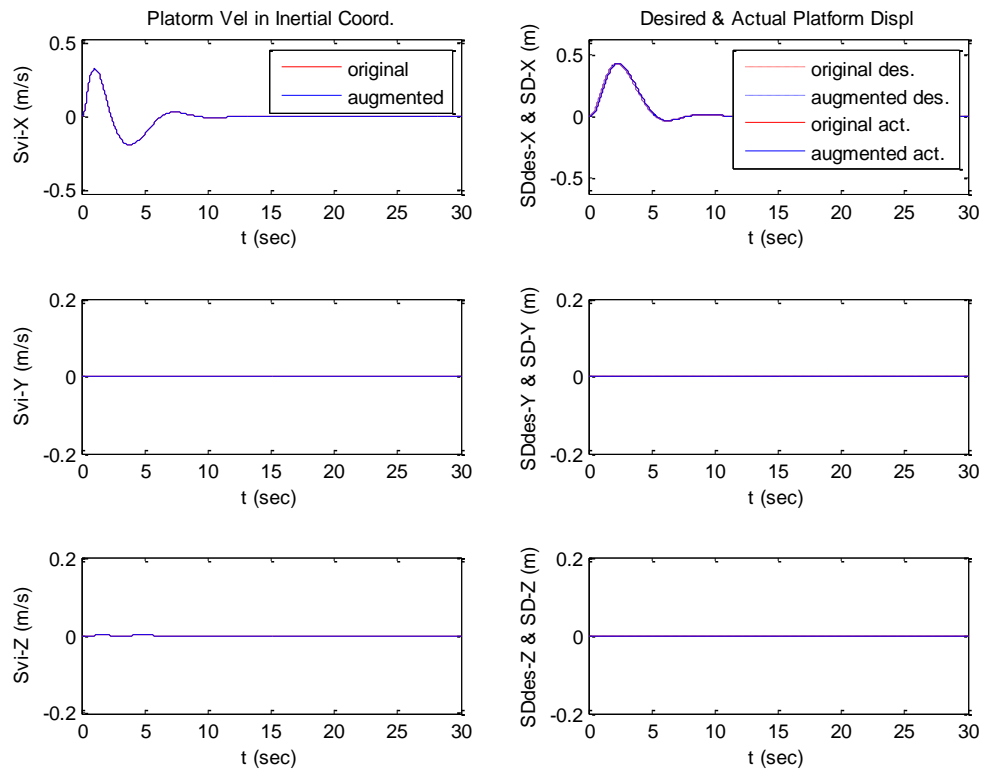 Platorm Vel in Inertial Coord.
Desired & Actual Platform Displ
Svi-X (m/s)
0.5
0
-0.5
original
augmented
0 5 10 15 20 25 30
t (sec)
SDdes-X & SD-X (m)
0.5
0
-0.5
original des.
augmented des.
original act.
augmented act.
0 5 10 15 20 25 30
t (sec)
Svi-Y (m/s)
0.2
0
-0.2
0 5 10 15 20 25 30
t (sec)
SDdes-Y & SD-Y (m)
0.2
0
-0.2
0 5 10 15 20 25 30
t (sec)
Svi-Z (m/s)
0.2
0
-0.2
0 5 10 15 20 25 30
t (sec)
SDdes-Z & SD-Z (m)
0.2
0
-0.2
0 5 10 15 20 25 30
t (sec)